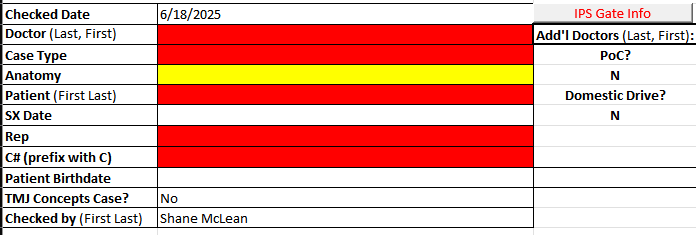 Checked Date 6/18/2025 IPS Gate Info
Doctor (Last, First) Add'l Doctors (Last, First):
Case Type PoC?
Anatomy N
Patient (First Last) Domestic Drive?
SX Date N
Rep
C# (prefix with C)
Patient Birthdate
TMJ Concepts Case? No
Checked by (First Last) Shane McLean